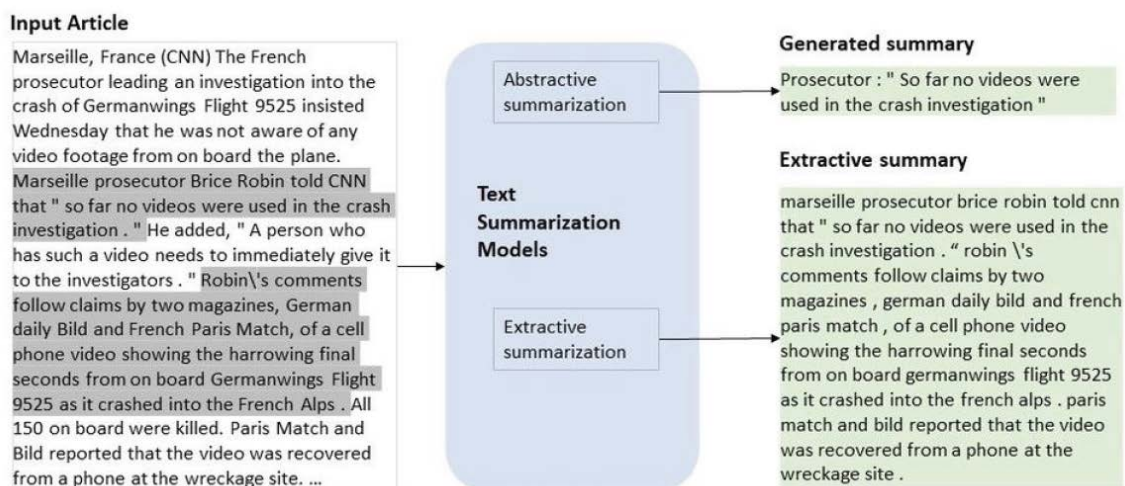 Input Article
Marseille, France (CNN) The French
prosecutor leading an investigation into the
crash of Germanwings Flight 9525 insisted
Wednesday that he was not aware of any
video footage from on board the plane.
Marseille prosecutor Brice Robin told CNN
that " so far no videos were used in the crash
investigation . " He added, " A person who
has such a video needs to immediately give it
to the investigators . " Robin\'s comments
follow claims by two magazines, German
daily Bild and French Paris Match, of a cell
phone video showing the harrowing final
seconds from on board Germanwings Flight
9525 as it crashed into the French Alps . All
150 on board were killed. Paris Match and
Bild reported that the video was recovered
from a phone at the wreckage site. ...
Abstractive
summarization
Text
Summarization
Models
Extractive
summarization
Generated summary
Prosecutor : " So far no videos were
used in the crash investigation "
Extractive summary
marseille prosecutor brice robin told cnn
that " so far no videos were used in the
crash investigation . “ robin \'s
comments follow claims by two
magazines , german daily bild and french
paris match , of a cell phone video
showing the harrowing final seconds
from on board germanwings flight 9525
as it crashed into the french alps . paris
match and bild reported that the video
was recovered from a phone at the
wreckage site .